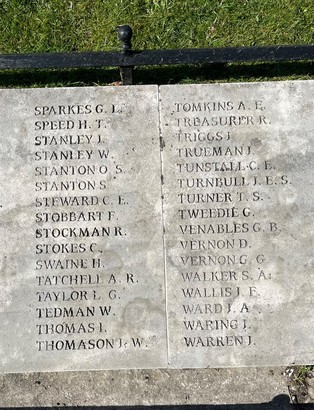 SPARKES G. L.
SPEED H. T.
STANLEY J.
STANLEY W.
STANTON O. S.
STANTON S.
STEWARD C. E.
STOBBART F.
STOCKMAN R.
STOKES C.
SWAINE H.
TATCHELL A. R.
TAYLOR L. G.
TEDMAN W.
THOMAS I.
THOMASON J. W.
TOMKINS A. E.
TREASURER R.
TRIGGS J.
TRUEMAN J.
TUNSTALL C. E.
TURNBULL J. E. S.
TURNER T. S.
TWEEDIE G.
VENABLES G. B.
VERNON D.
VERNON G. G.
WALKER S. A.
WALLIS J. E.
WARD J. A.
WARING J.
WARREN J.